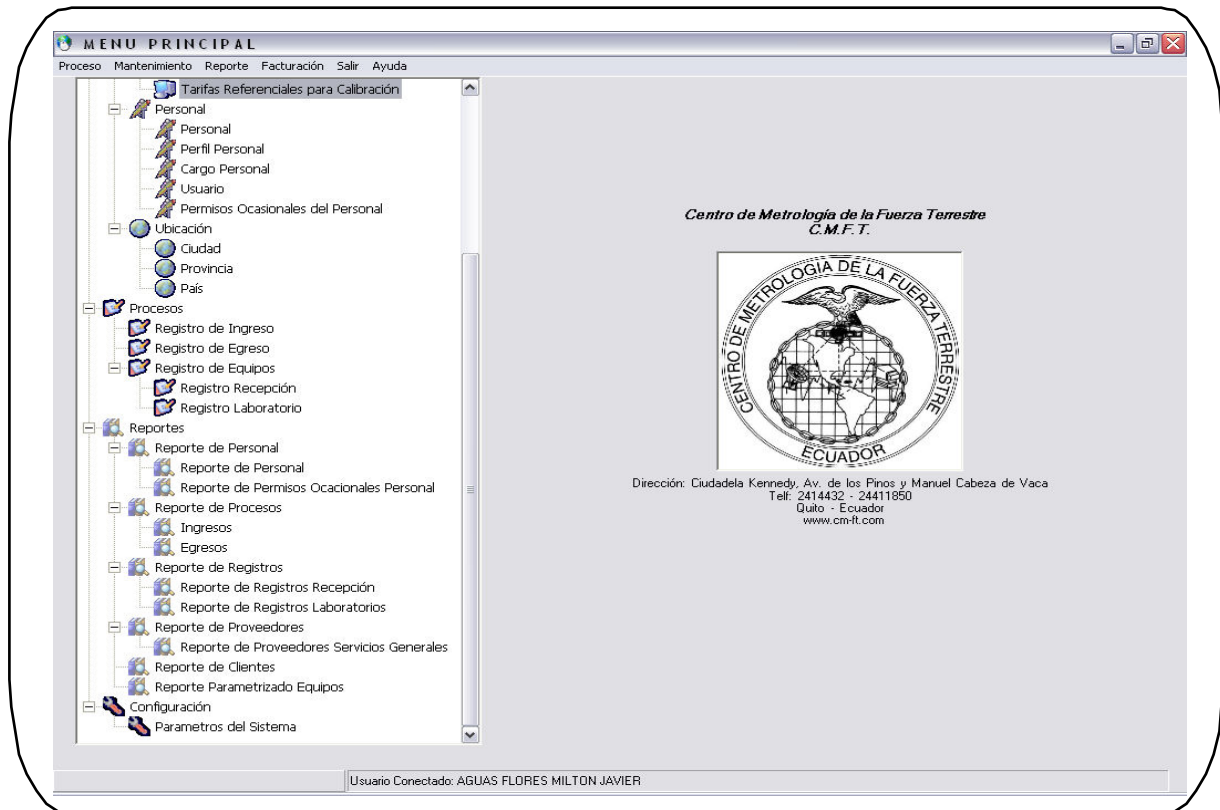 MENU PRINCIPAL
Proceso Mantenimiento Reporte Facturación Salir Ayuda
Tarifas Referenciales para Calibración
Personal
Personal
Perfil Personal
Cargo Personal
Usuario
Permisos Ocasionales del Personal
Ubicación
Ciudad
Provincia
País
Procesos
Registro de Ingreso
Registro de Egreso
Registro de Equipos
Registro Recepción
Registro Laboratorio
Reportes
Reporte de Personal
Reporte de Personal
Reporte de Permisos Ocacionales Personal
Reporte de Procesos
Ingresos
Egresos
Reporte de Registros
Reporte de Registros Recepción
Reporte de Registros Laboratorios
Reporte de Proveedores
Reporte de Proveedores Servicios Generales
Reporte de Clientes
Reporte Parametrizado Equipos
Configuración
Parametros del Sistema
Centro de Metrología de la Fuerza Terrestre
C.M.F.T.
CENTRO DE METROLOGIA DE LA FUERZA TERRESTRE
ECUADOR
Dirección: Ciudadela Kennedy, Av. de los Pinos y Manuel Cabeza de Vaca
Telf: 2414432 - 24411850
Quito - Ecuador
www.cm-ft.com
Usuario Conectado: AGUAS FLORES MILTON JAVIER